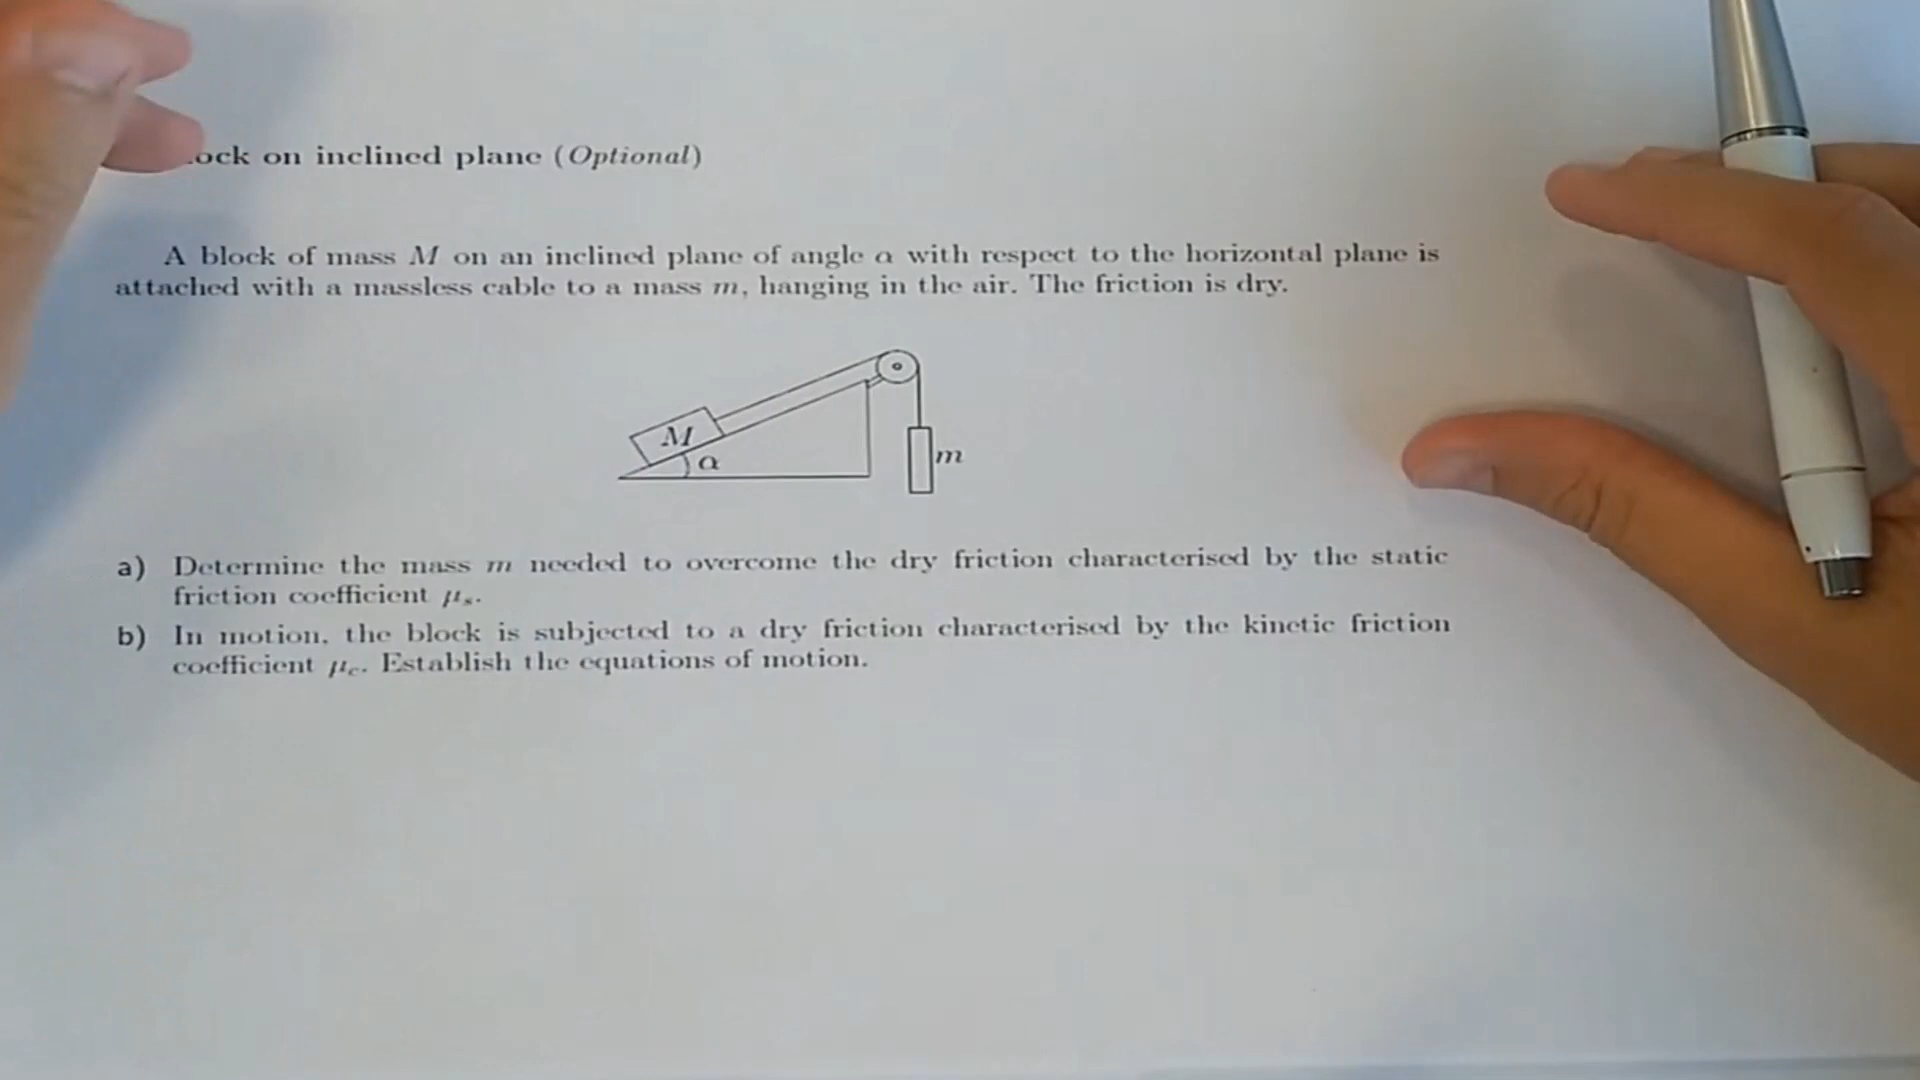 on inclined plane (Optional)
A block of mass M on an inclined plane of angle α with respect to the horizontal plane is
attached with a massless cable to a mass m, hanging in the air. The friction is dry.
M
α
m
a) Determine the mass m needed to overcome the dry friction characterised by the static
friction coefficient μs.
b) In motion, the block is subjected to a dry friction characterised by the kinetic friction
coefficient μc. Establish the equations of motion.